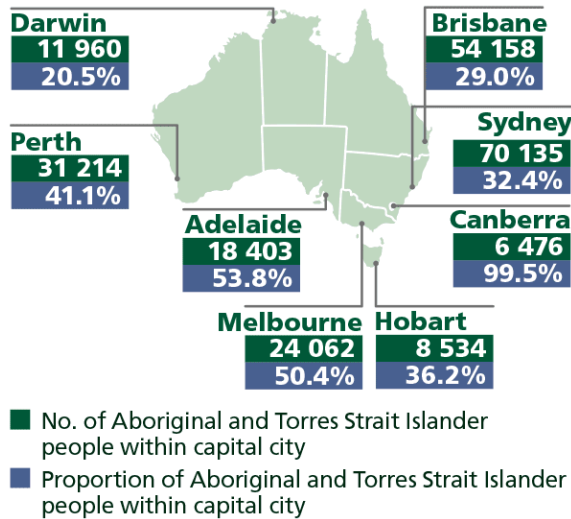 Darwin
11 960
20.5%
Brisbane
54 158
29.0%
Perth
31 214
41.1%
Sydney
70 135
32.4%
Adelaide
18 403
53.8%
Canberra
6 476
99.5%
Melbourne
24 062
50.4%
Hobart
8 534
36.2%
No. of Aboriginal and Torres Strait Islander
people within capital city
Proportion of Aboriginal and Torres Strait Islander
people within capital city